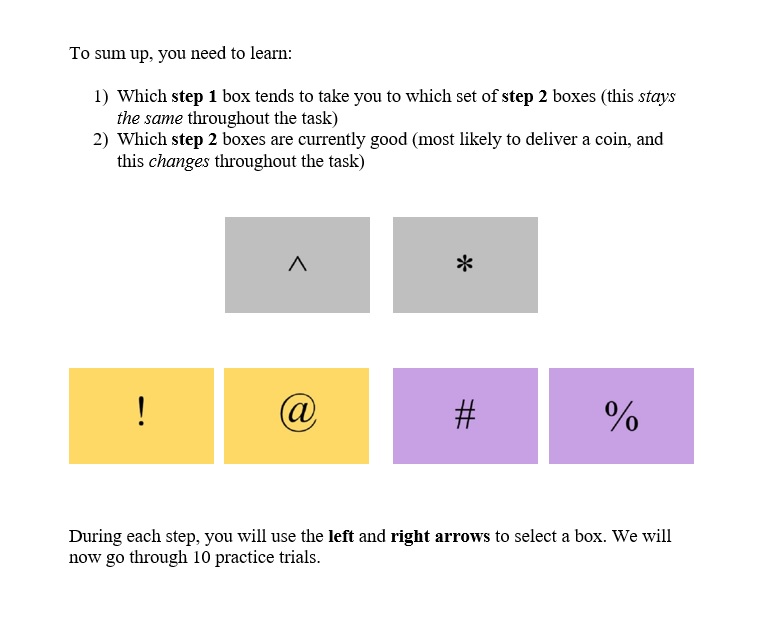 To sum up, you need to learn:
1) Which step 1 box tends to take you to which set of step 2 boxes (this stays
the same throughout the task)
2) Which step 2 boxes are currently good (most likely to deliver a coin, and
this changes throughout the task)
^ *
! @ # %
During each step, you will use the left and right arrows to select a box. We will
now go through 10 practice trials.